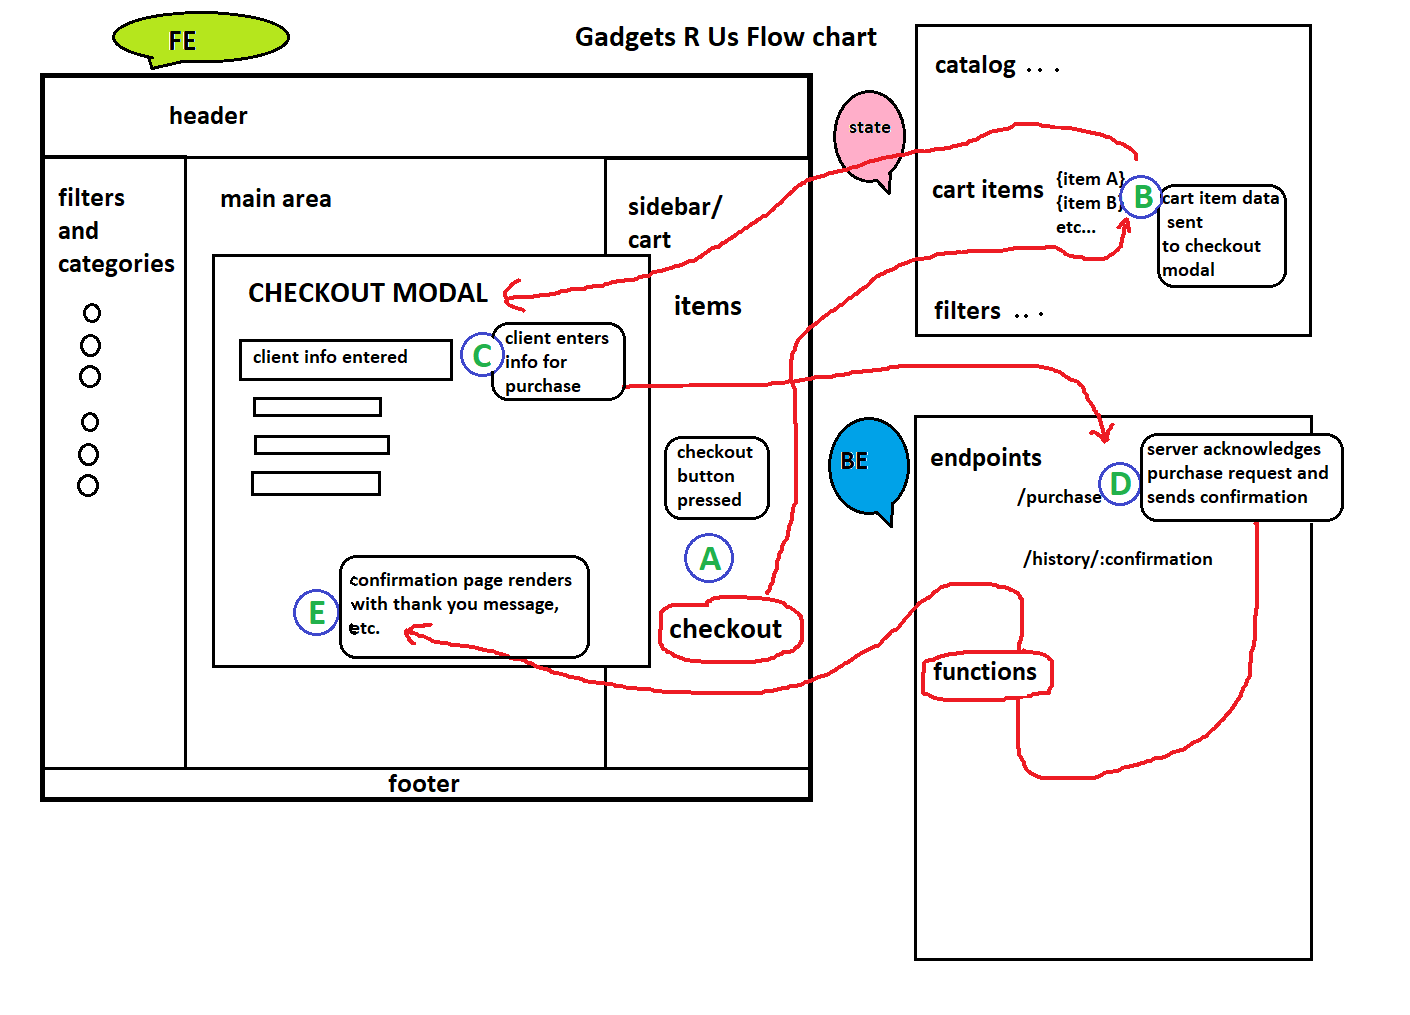 FE
Gadgets R Us Flow chart
header
filters
and
categories
main area
sidebar/
cart
CHECKOUT MODAL
client info entered
C
client enters
info for
purchase
items
checkout
button
pressed
A
checkout
E
confirmation page renders
with thank you message,
etc.
footer
state
catalog . . .
cart items
{item A}
{item B}
etc...
B
cart item data
sent
to checkout
modal
filters . . .
BE
endpoints
/purchase
D
server acknowledges
purchase request and
sends confirmation
/history/:confirmation
functions